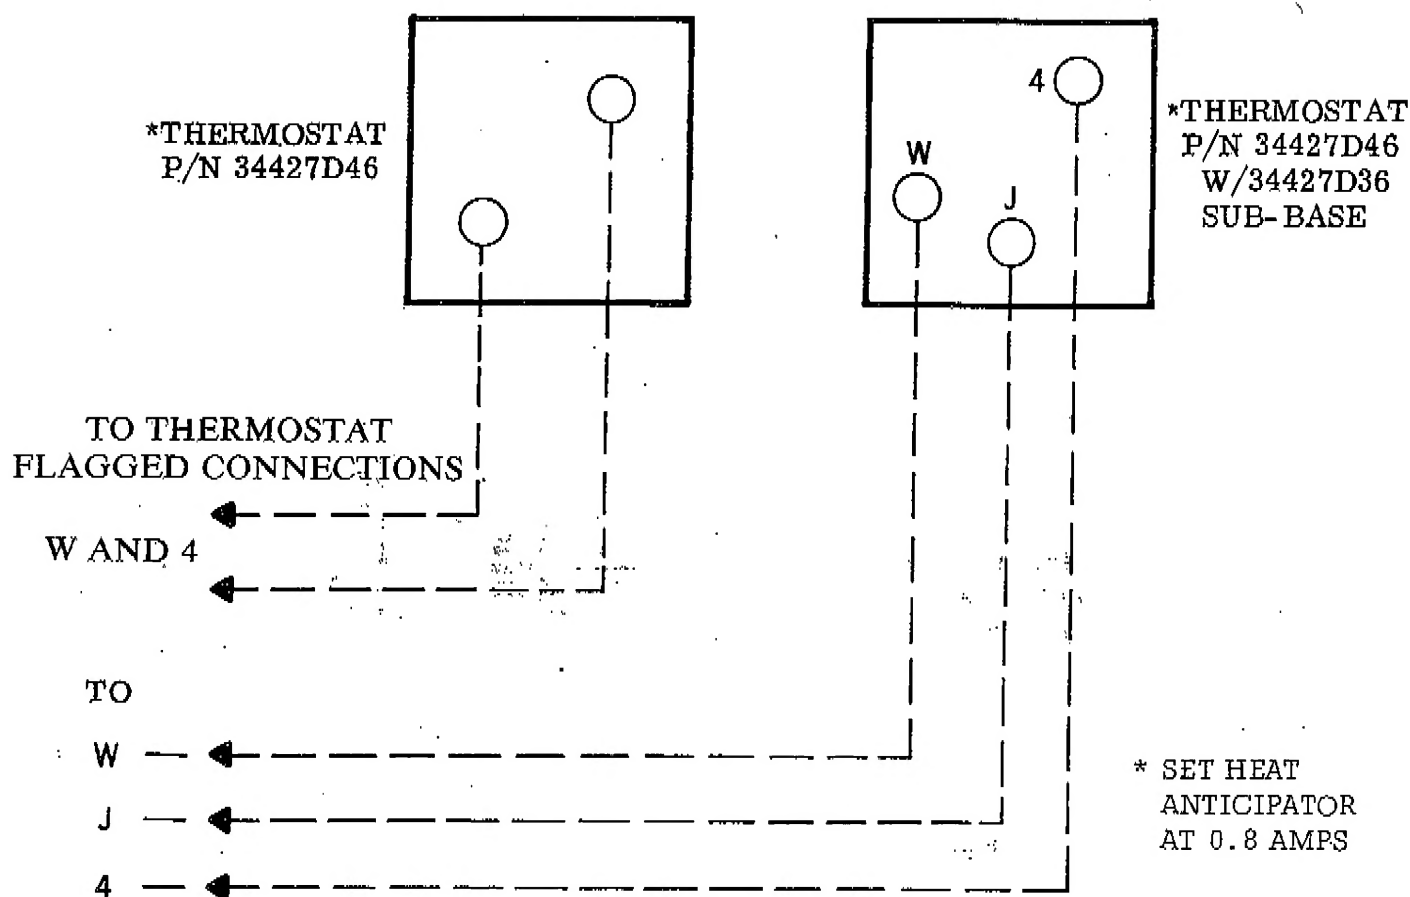 *THERMOSTAT
P/N 34427D46
4
W
J
*THERMOSTAT
P/N 34427D46
W/34427D36
SUB-BASE
TO THERMOSTAT
FLAGGED CONNECTIONS
W AND 4
TO
W
J
4
* SET HEAT
ANTICIPATOR
AT 0.8 AMPS